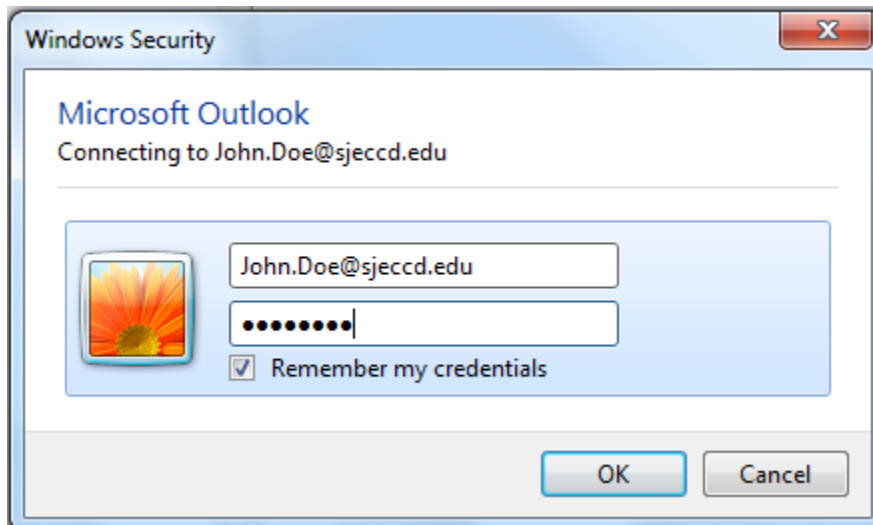 Windows Security
Microsoft Outlook
Connecting to John.Doe@sjeccd.edu
John.Doe@sjeccd.edu
••••••••
Remember my credentials
OK
Cancel